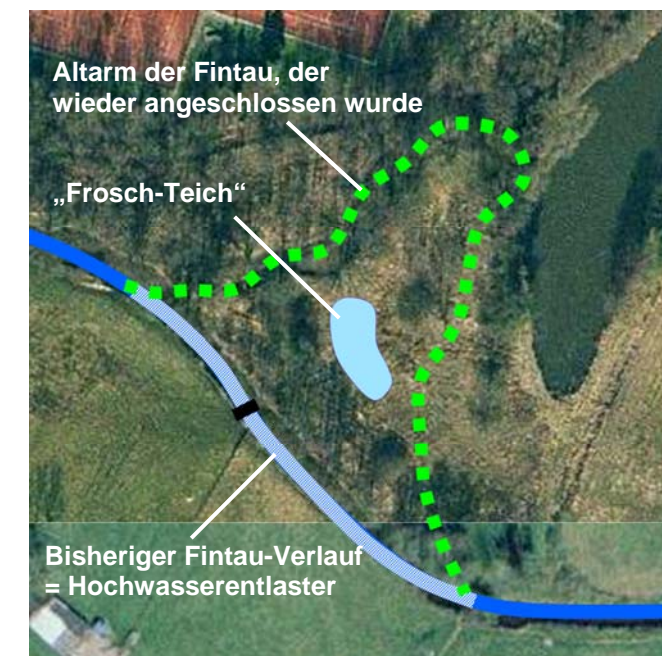 Altarm der Fintau, der
wieder angeschlossen wurde
„Frosch-Teich“
Bisheriger Fintau-Verlauf
= Hochwasserentlaster